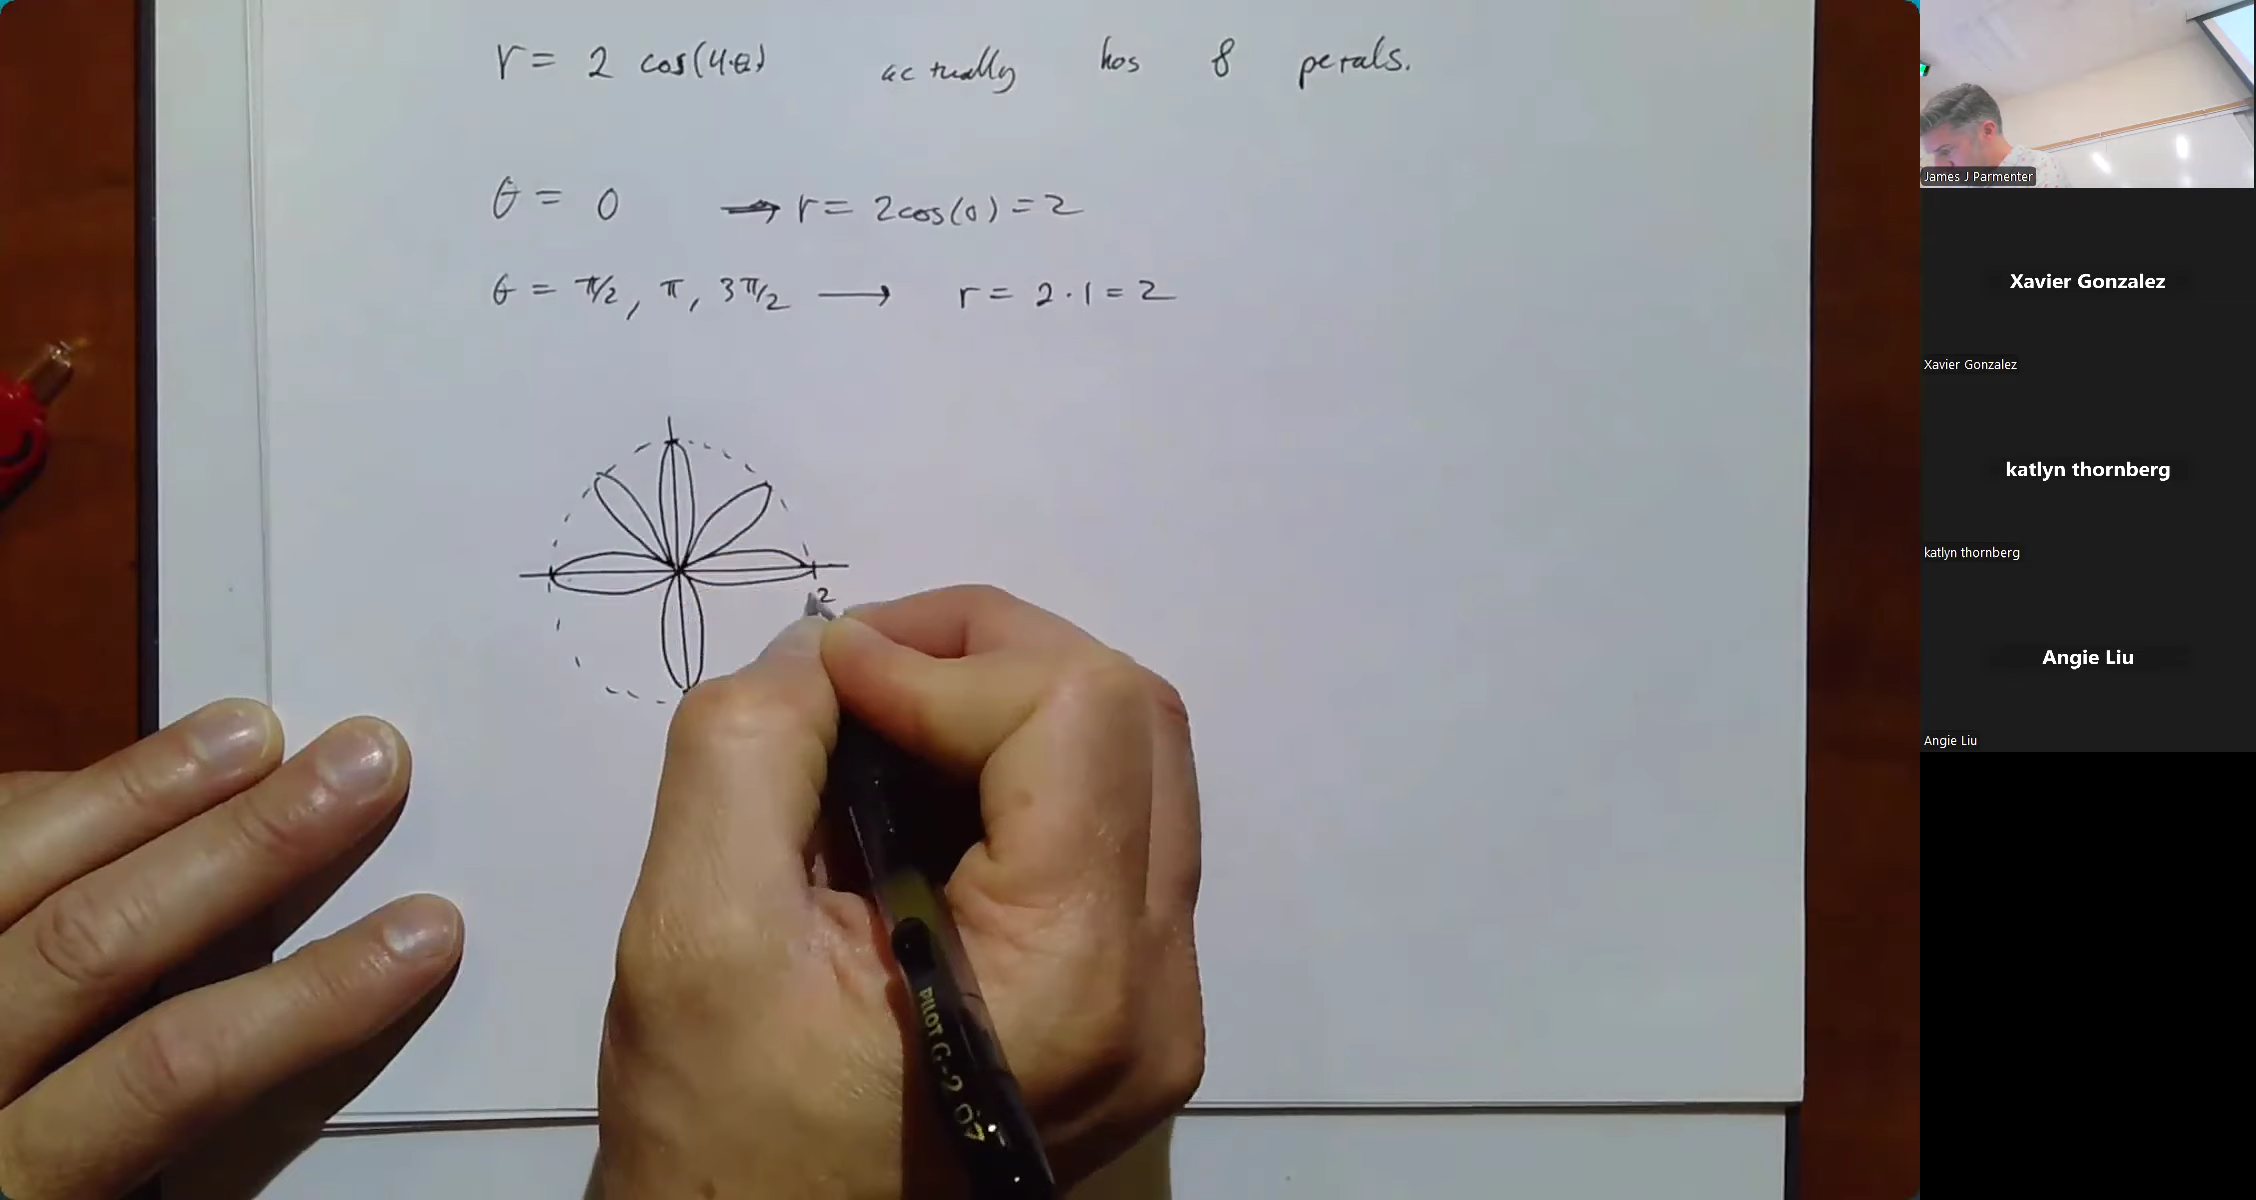 r = 2 cos(4·θ) actually has 8 petals.
θ = 0 → r = 2cos(0) = 2
θ = π/2, π, 3π/2 → r = 2·1 = 2
2
PILOT G-2 07
James J Parmenter
Xavier Gonzalez
Xavier Gonzalez
katlyn thornberg
katlyn thornberg
Angie Liu
Angie Liu